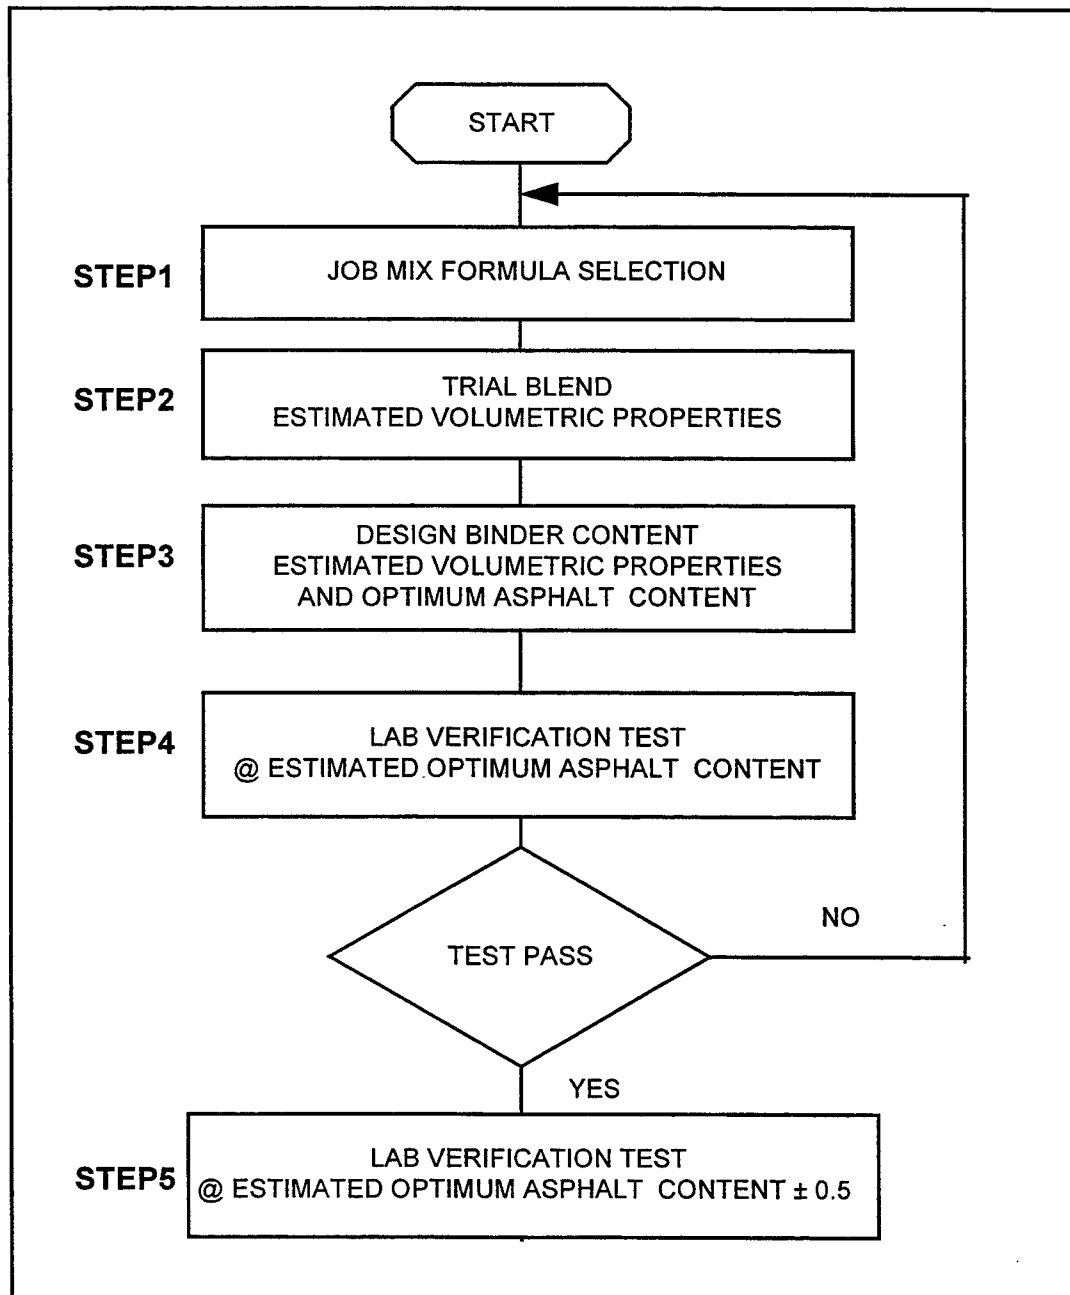 START
STEP1
JOB MIX FORMULA SELECTION
STEP2
TRIAL BLEND
ESTIMATED VOLUMETRIC PROPERTIES
STEP3
DESIGN BINDER CONTENT
ESTIMATED VOLUMETRIC PROPERTIES
AND OPTIMUM ASPHALT CONTENT
STEP4
LAB VERIFICATION TEST
@ ESTIMATED OPTIMUM ASPHALT CONTENT
TEST PASS
NO
YES
STEP5
LAB VERIFICATION TEST
@ ESTIMATED OPTIMUM ASPHALT CONTENT ± 0.5